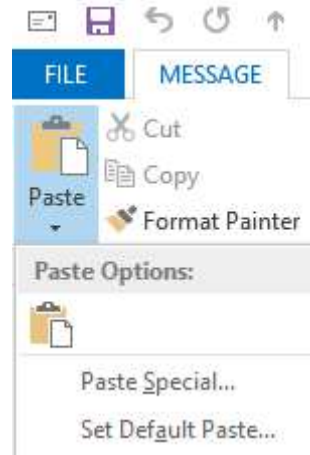 FILE MESSAGE
Cut
Copy
Paste
Format Painter
Paste Options:
Paste Special...
Set Default Paste...